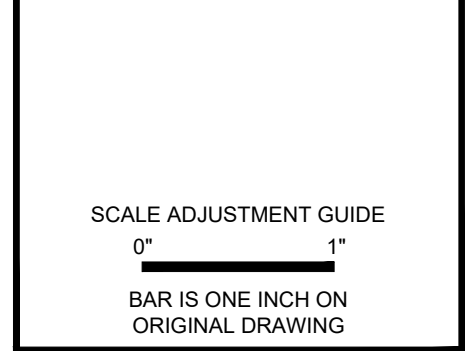 SCALE ADJUSTMENT GUIDE
0" 1"
BAR IS ONE INCH ON
ORIGINAL DRAWING